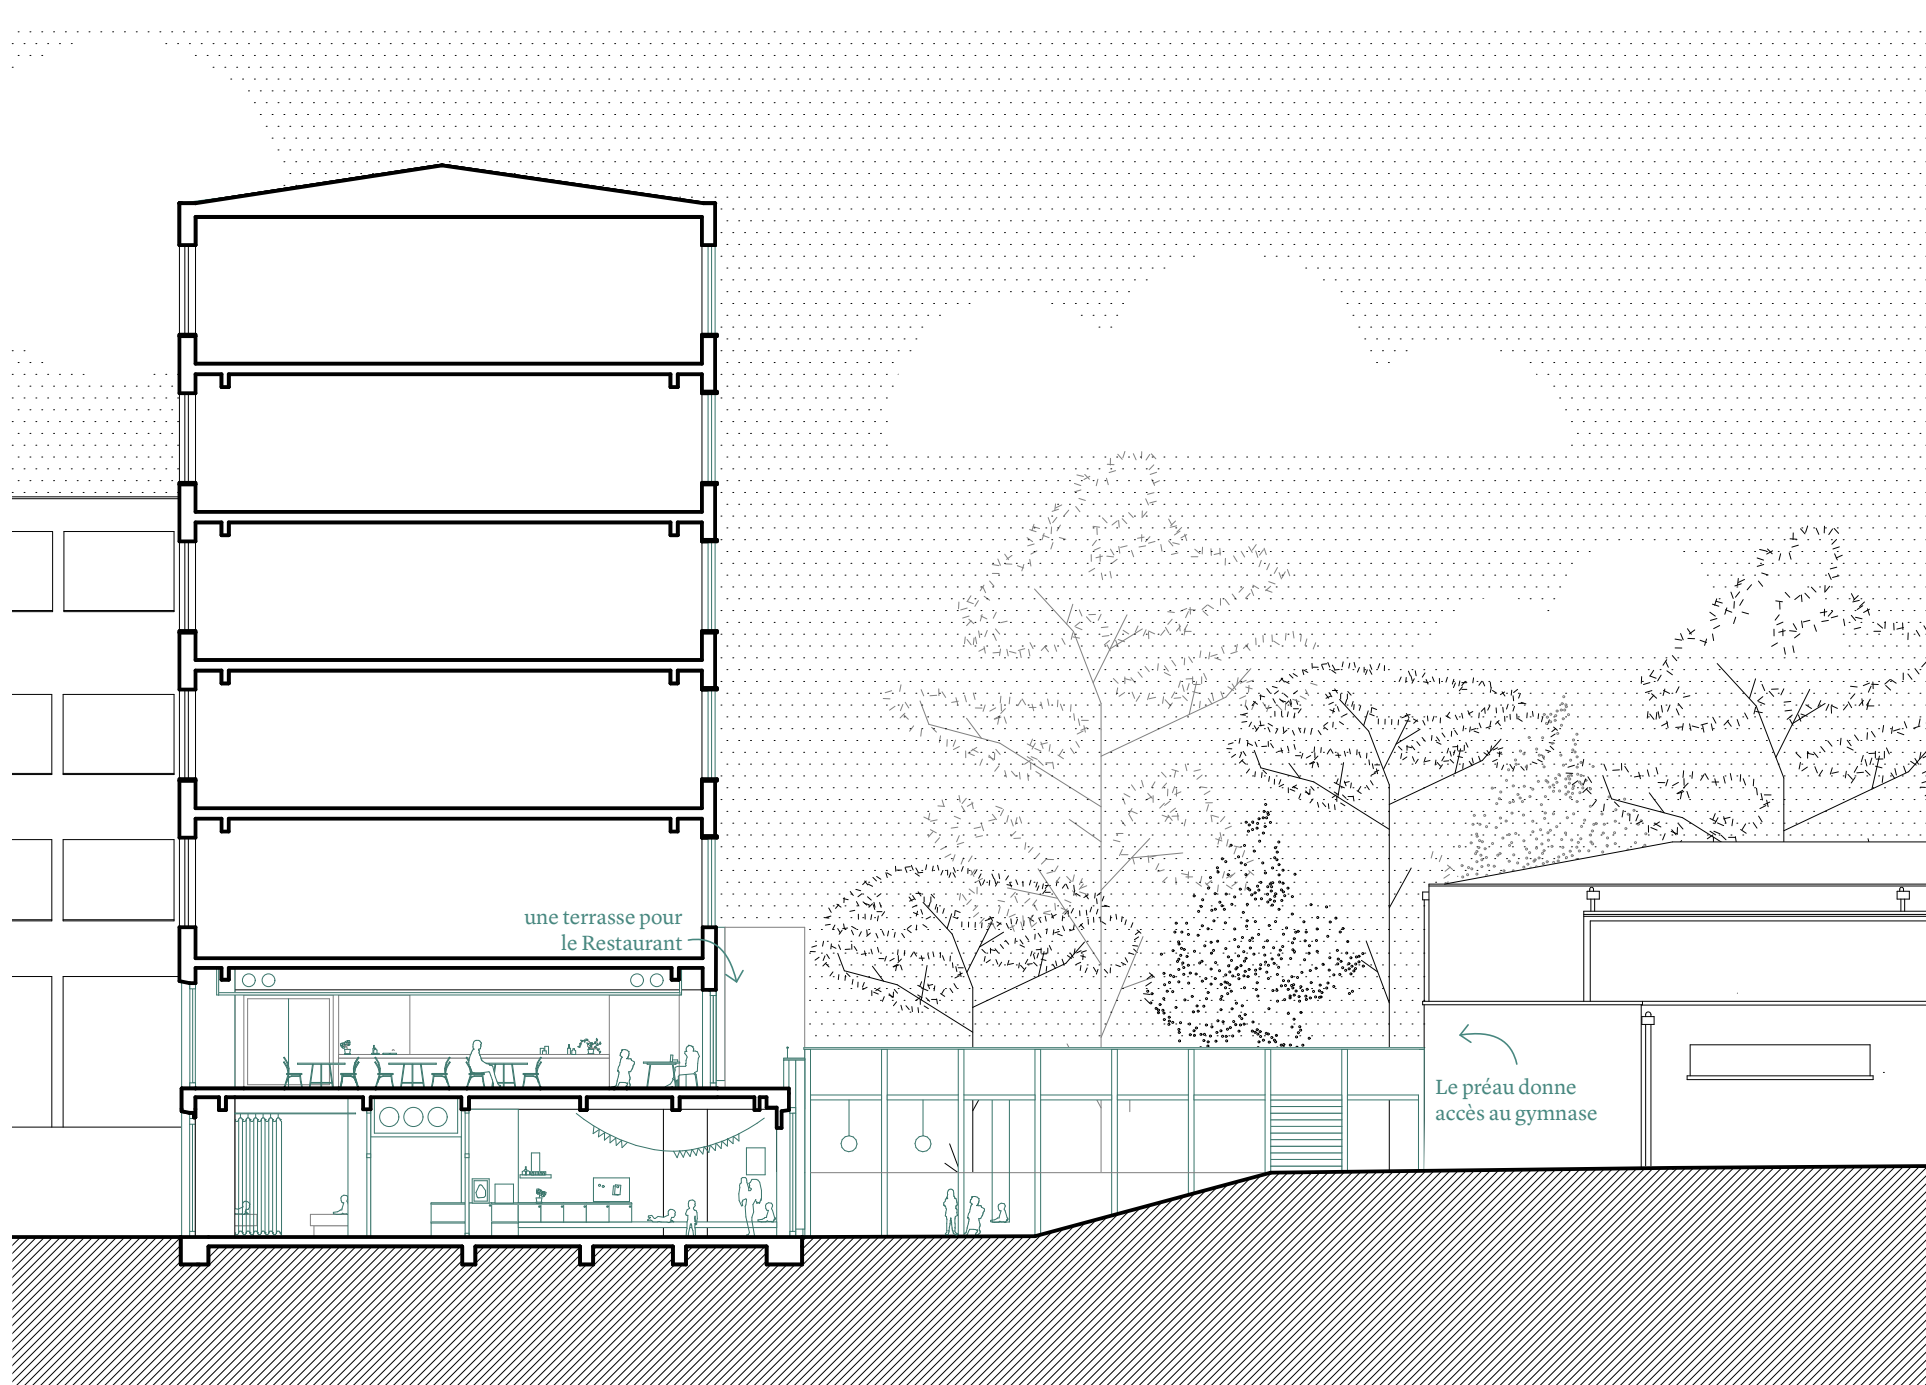 une terrasse pour
le Restaurant
Le préau donne
accès au gymnase